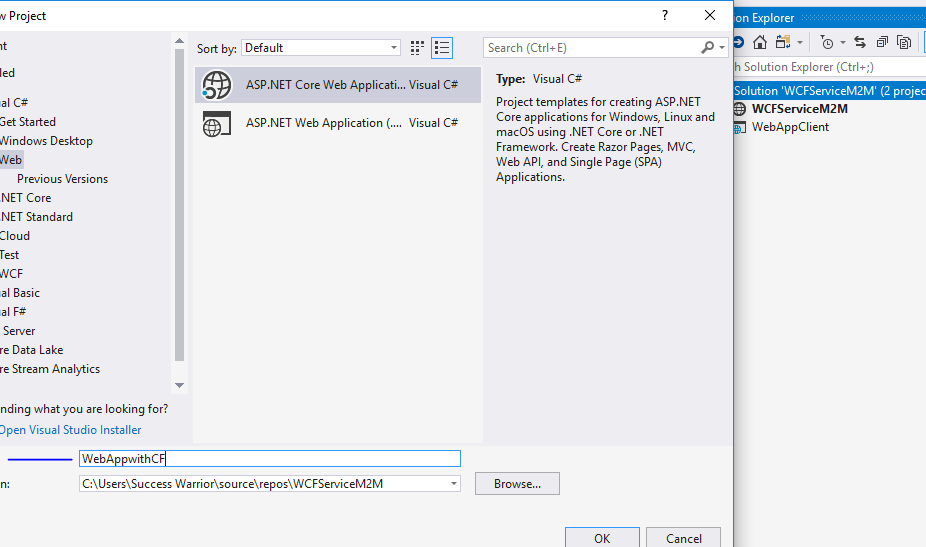 w Project
?
ion Explorer
Sort by: Default
Search (Ctrl+E)
h Solution Explorer (Ctrl+;)
nt
led
al C#
Get Started
Windows Desktop
Web
Previous Versions
.NET Core
.NET Standard
Cloud
Test
WCF
al Basic
al F#
Server
re Data Lake
re Stream Analytics
nding what you are looking for?
Open Visual Studio Installer
ASP.NET Core Web Applicati... Visual C#
ASP.NET Web Application (.... Visual C#
Type: Visual C#
Project templates for creating ASP.NET
Core applications for Windows, Linux and
macOS using .NET Core or .NET
Framework. Create Razor Pages, MVC,
Web API, and Single Page (SPA)
Applications.
Solution 'WCFServiceM2M' (2 projec
WCFServiceM2M
WebAppClient
WebAppwithCF
n:
C:\Users\Success Warrior\source\repos\WCFServiceM2M
Browse...
OK
Cancel